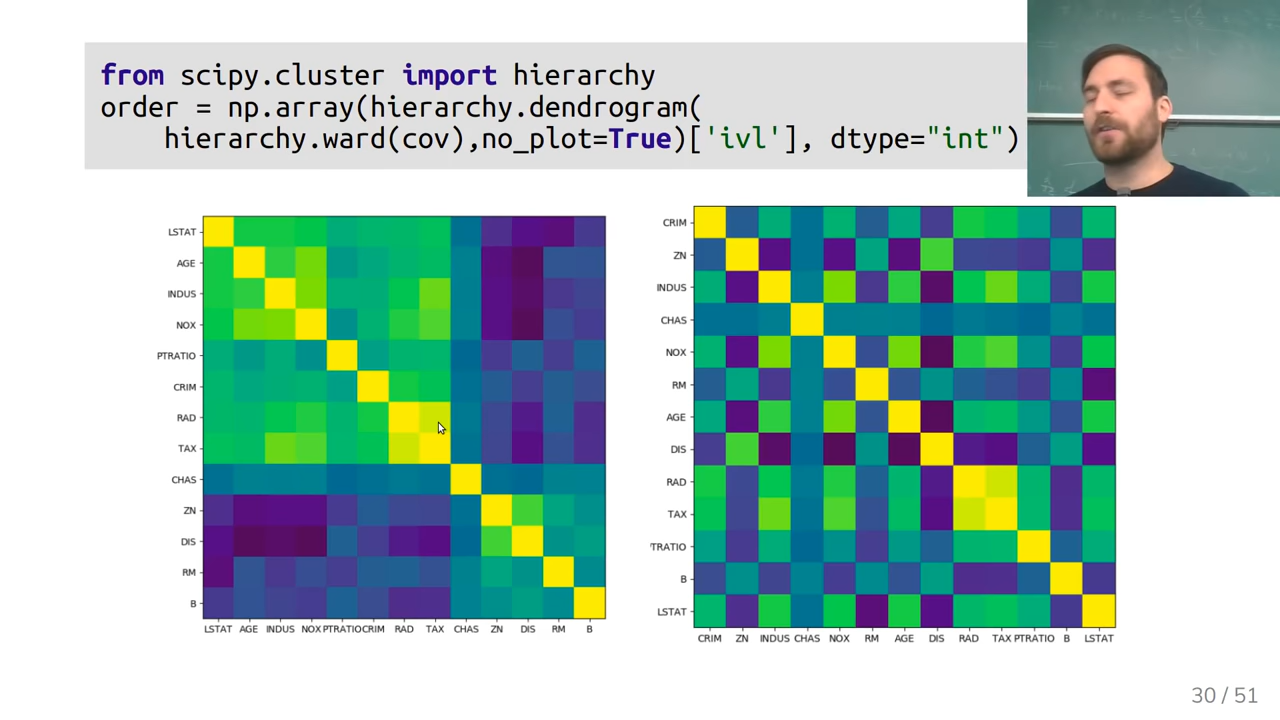 from scipy.cluster import hierarchy
order = np.array(hierarchy.dendrogram(
hierarchy.ward(cov),no_plot=True)['ivl'], dtype="int")
LSTAT
AGE
INDUS
NOX
PTRATIO
CRIM
RAD
TAX
CHAS
ZN
DIS
RM
B
LSTAT AGE INDUS NOX PTRATIO CRIM RAD TAX CHAS ZN DIS RM B
CRIM
ZN
INDUS
CHAS
NOX
RM
AGE
DIS
RAD
TAX
TRATIO
B
LSTAT
CRIM ZN INDUS CHAS NOX RM AGE DIS RAD TAX PTRATIO B LSTAT
30 / 51